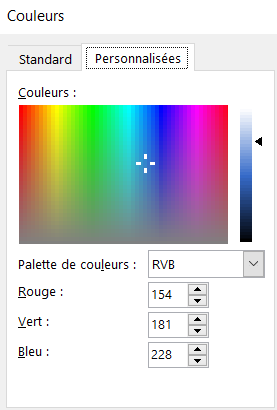 Couleurs
Standard
Personnalisées
Couleurs :
Palette de couleurs : RVB
Rouge : 154
Vert : 181
Bleu : 228